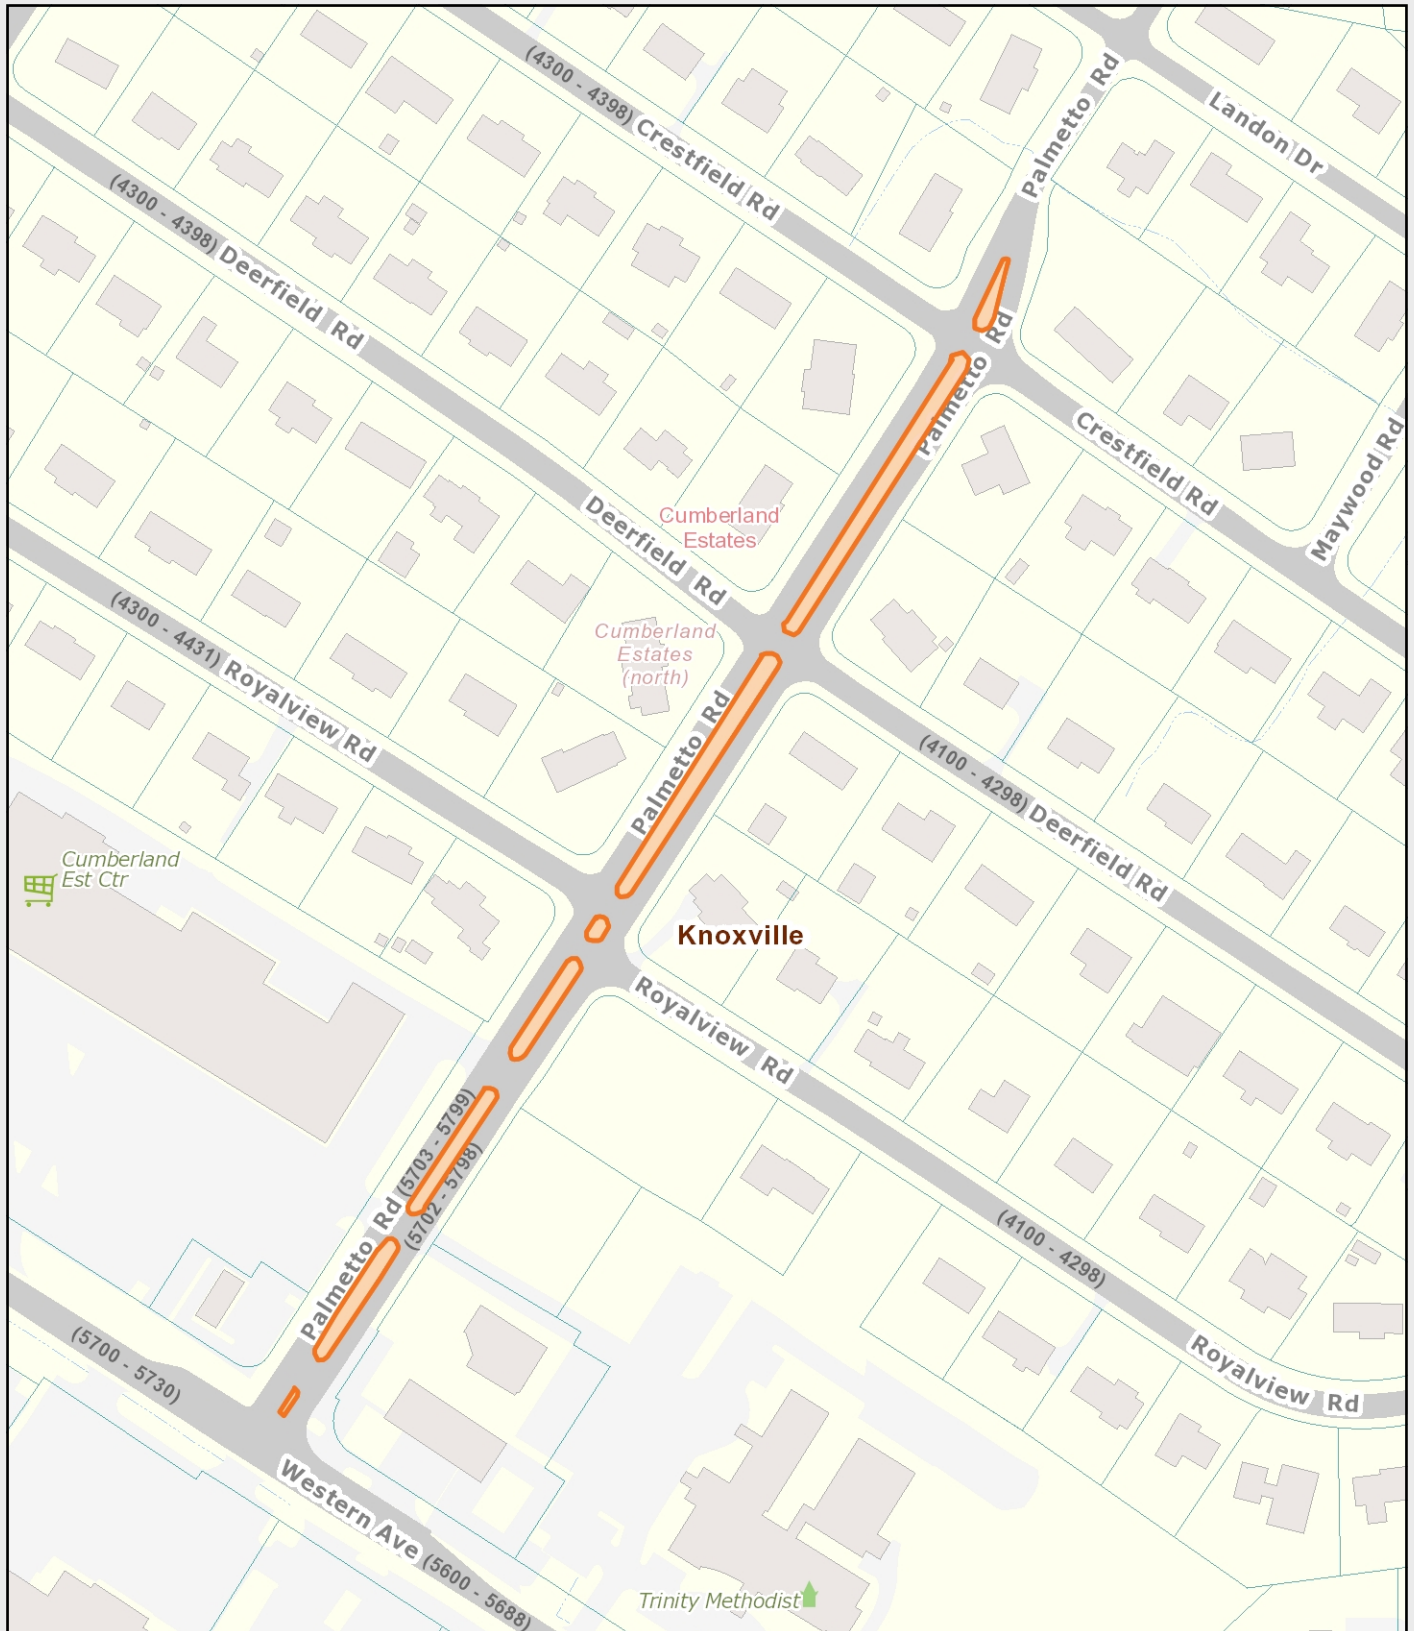 (4300 - 4398) Crestfield Rd
Palmetto Rd
Landon Dr
(4300 - 4398) Deerfield Rd
Palmetto Rd
Crestfield Rd
Maywood Rd
Cumberland
Estates
Deerfield Rd
Cumberland
Estates
(north)
(4300 - 4431) Royalview Rd
Palmetto Rd
(4100 - 4298) Deerfield Rd
Cumberland
Est Ctr
Knoxville
Royalview Rd
Palmetto Rd (5703 - 5799)
(5702 - 5798)
(4100 - 4298)
Royalview Rd
(5700 - 5730)
Western Ave (5600 - 5688)
Trinity Methodist